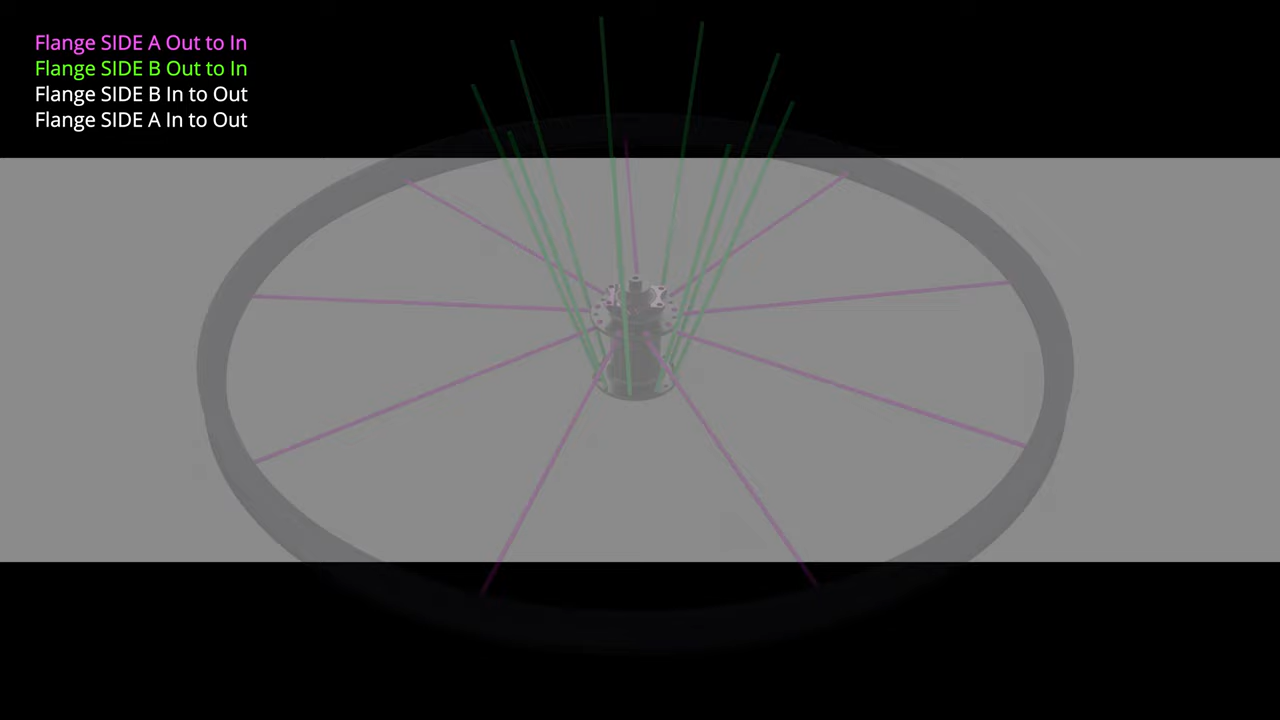 Flange SIDE A Out to In
Flange SIDE B Out to In
Flange SIDE B In to Out
Flange SIDE A In to Out